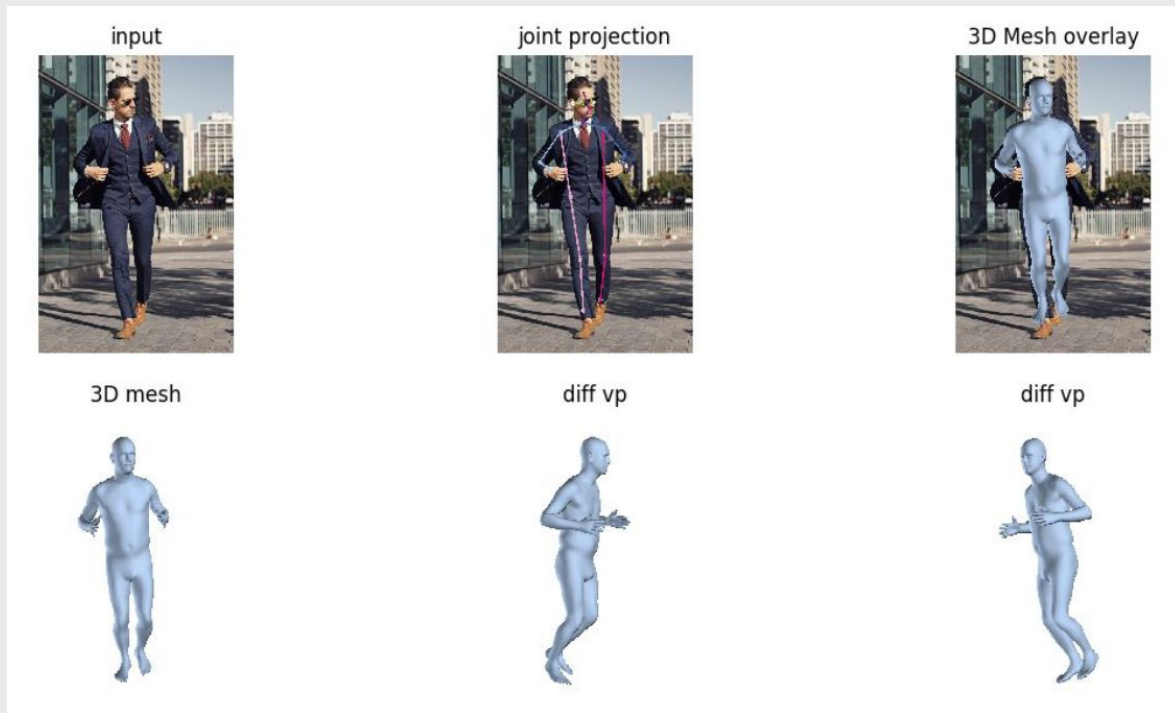 input
joint projection
3D Mesh overlay
3D mesh
diff vp
diff vp